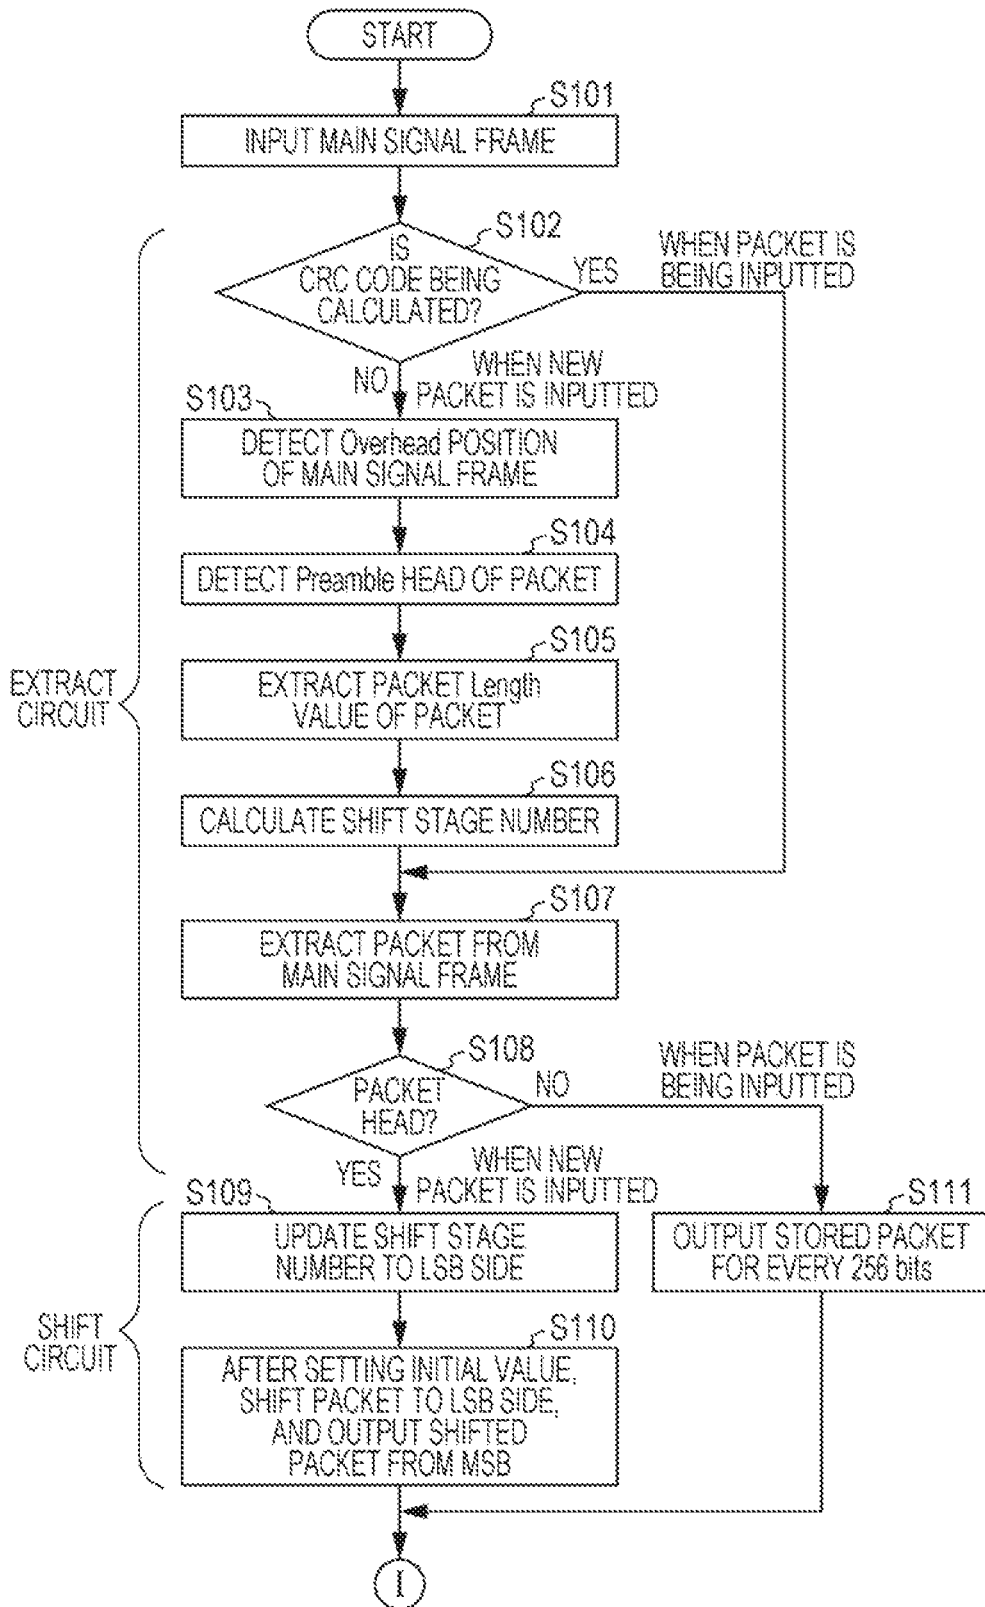 START
S101
INPUT MAIN SIGNAL FRAME
S102
IS
CRC CODE BEING
CALCULATED?
YES
WHEN PACKET IS
BEING INPUTTED
NO
WHEN NEW
PACKET IS INPUTTED
S103
DETECT Overhead POSITION
OF MAIN SIGNAL FRAME
S104
DETECT Preamble HEAD OF PACKET
S105
EXTRACT PACKET Length
VALUE OF PACKET
EXTRACT
CIRCUIT
S106
CALCULATE SHIFT STAGE NUMBER
S107
EXTRACT PACKET FROM
MAIN SIGNAL FRAME
S108
PACKET
HEAD?
NO
WHEN PACKET IS
BEING INPUTTED
YES
WHEN NEW
PACKET IS INPUTTED
S109
UPDATE SHIFT STAGE
NUMBER TO LSB SIDE
S111
OUTPUT STORED PACKET
FOR EVERY 256 bits
SHIFT
CIRCUIT
S110
AFTER SETTING INITIAL VALUE,
SHIFT PACKET TO LSB SIDE,
AND OUTPUT SHIFTED
PACKET FROM MSB
I